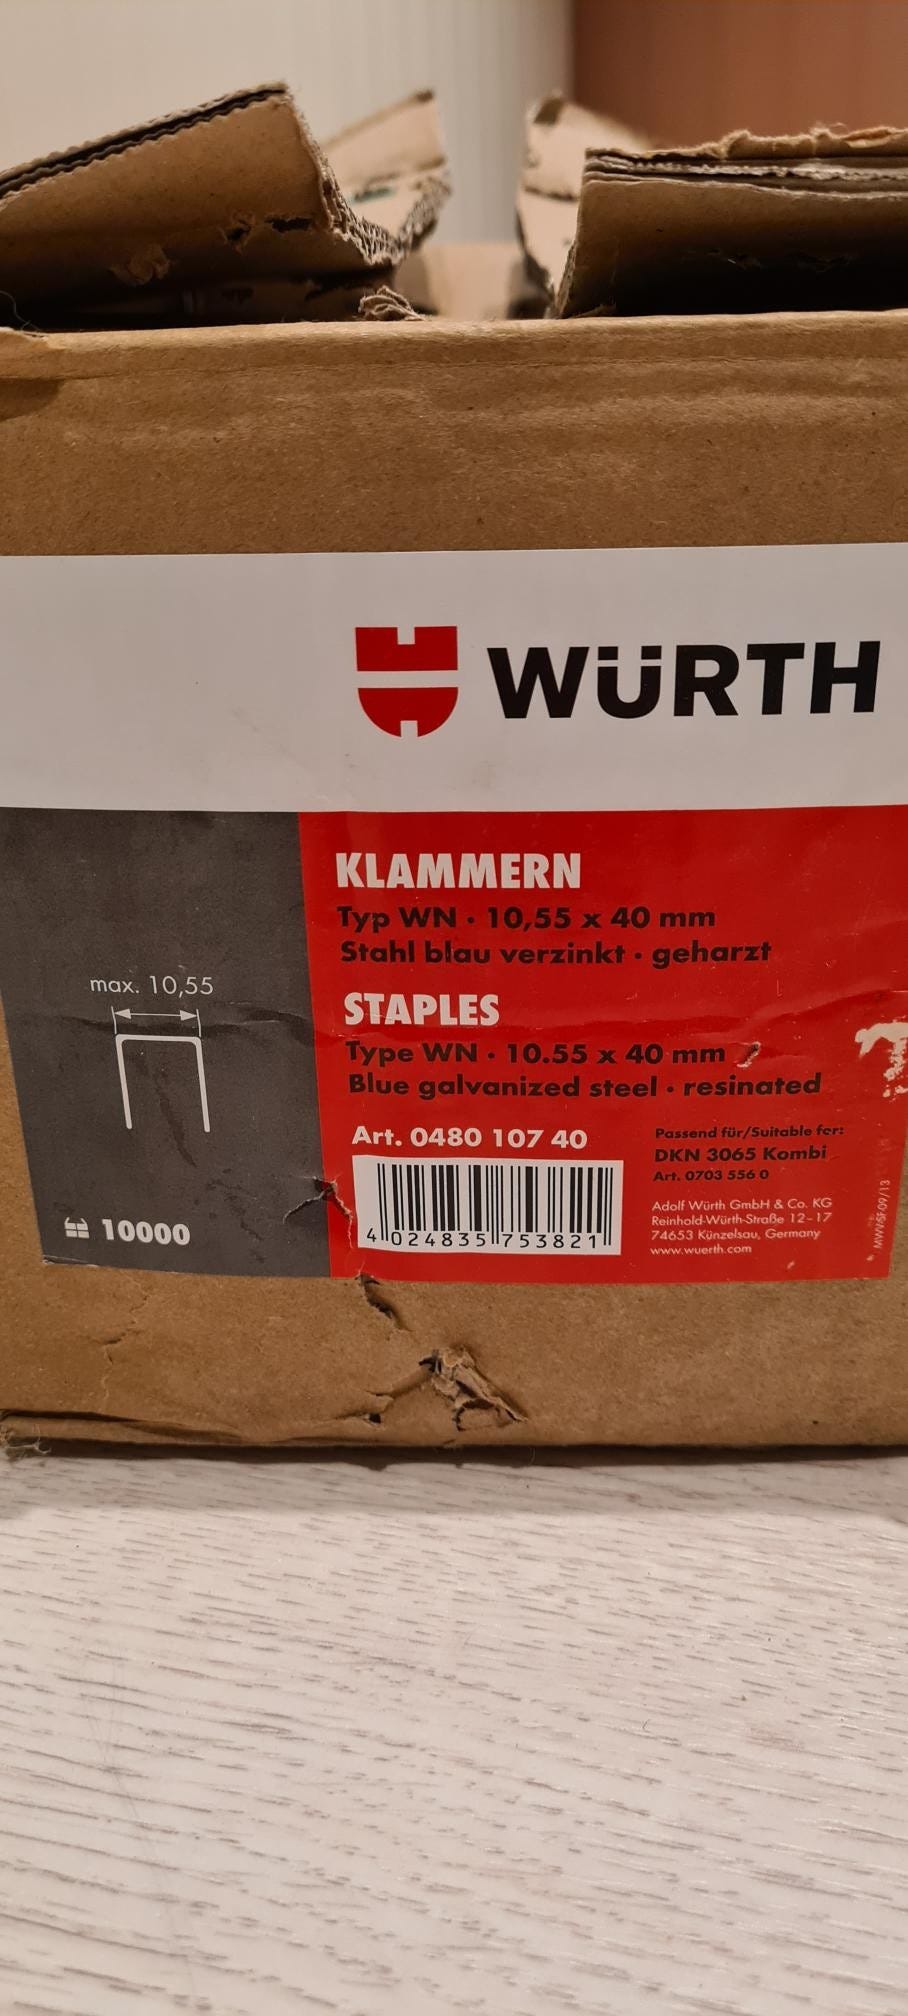 WÜRTH
KLAMMERN
Typ WN · 10,55 x 40 mm
Stahl blau verzinkt · geharzt
max. 10,55
STAPLES
Type WN · 10.55 x 40 mm
Blue galvanized steel · resinated
Art. 0480 107 40
Passend für/Suitable for:
DKN 3065 Kombi
Art. 0703 556 0
Adolf Würth GmbH & Co. KG
Reinhold-Würth-Straße 12–17
74653 Künzelsau, Germany
www.wuerth.com
10000
4 024835 753821